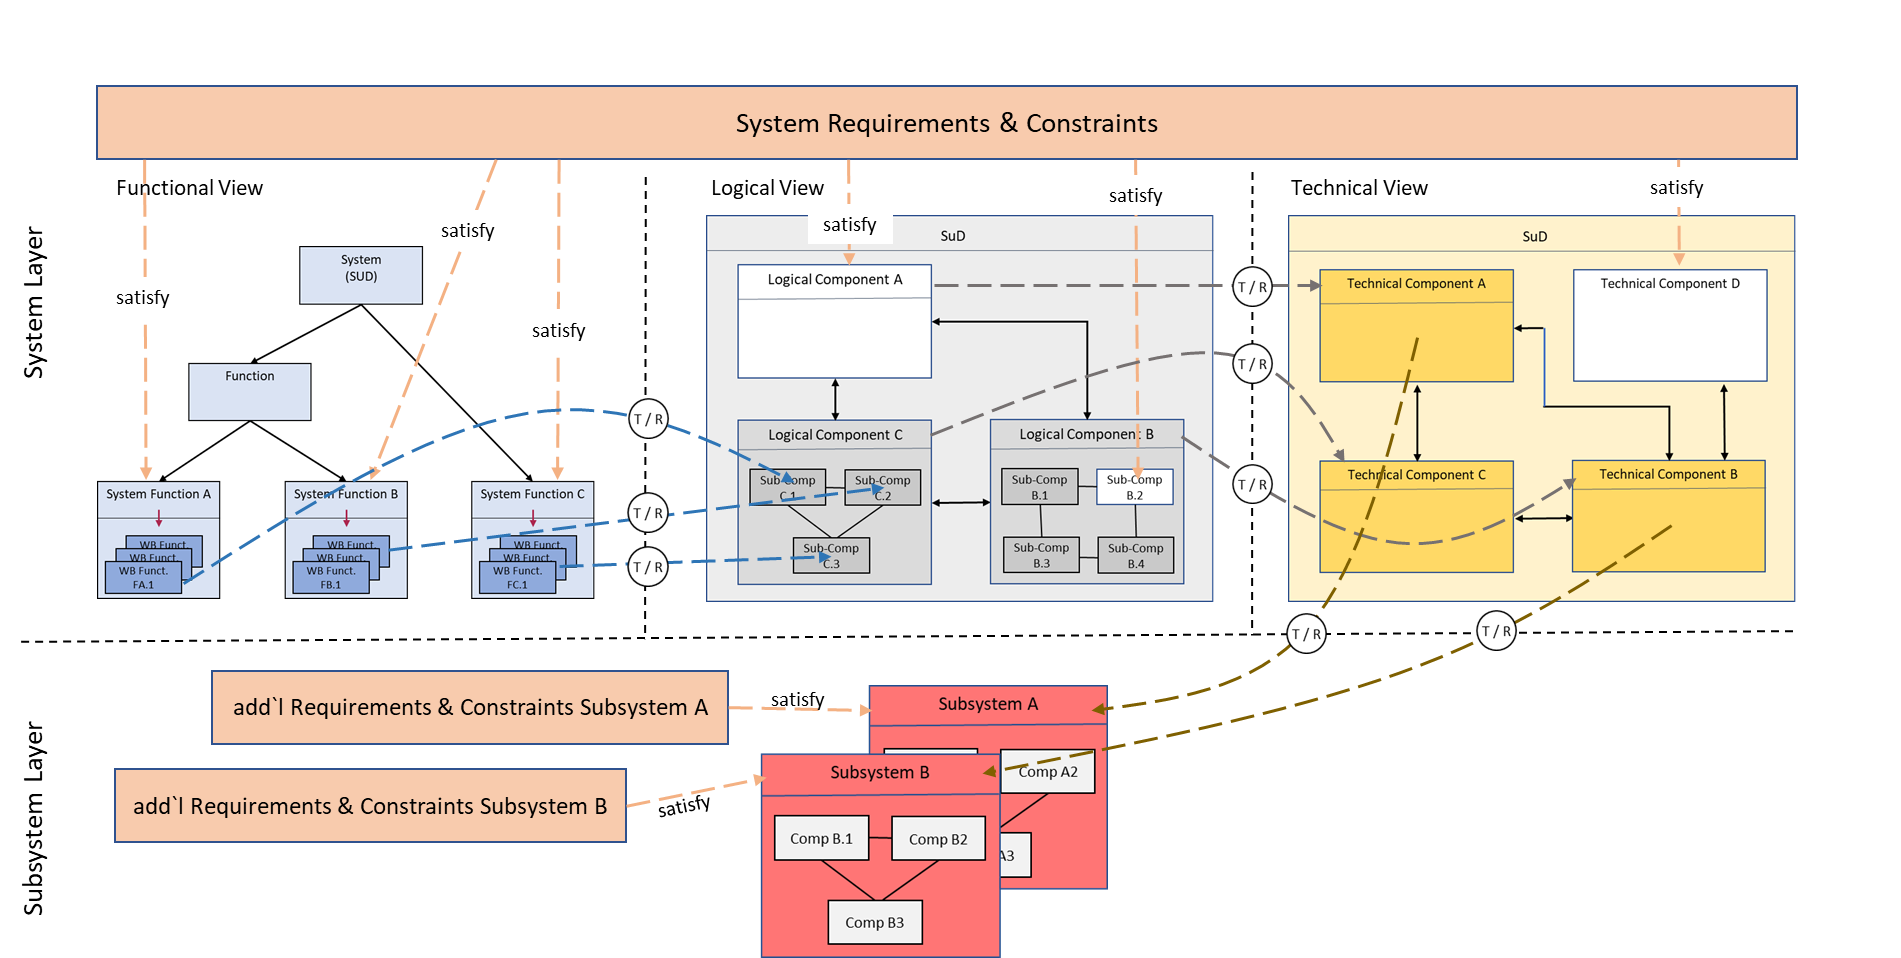 System Requirements & Constraints
Functional View
Logical View
Technical View
System Layer
satisfy
satisfy
satisfy
satisfy
satisfy
satisfy
System
(SUD)
Function
System Function A
WB Funct.
WB Funct.
WB Funct.
FA.1
System Function B
WB Funct.
WB Funct.
WB Funct.
FB.1
System Function C
WB Funct.
WB Funct.
WB Funct.
FC.1
T / R
T / R
T / R
SuD
Logical Component A
Logical Component C
Sub-Comp
C.1
Sub-Comp
C.2
Sub-Comp
C.3
Logical Component B
Sub-Comp
B.1
Sub-Comp
B.2
Sub-Comp
B.3
Sub-Comp
B.4
T / R
T / R
T / R
SuD
Technical Component A
Technical Component D
Technical Component C
Technical Component B
T / R
T / R
Subsystem Layer
add`l Requirements & Constraints Subsystem A
satisfy
add`l Requirements & Constraints Subsystem B
satisfy
Subsystem A
Comp A2
A3
Subsystem B
Comp B.1
Comp B2
Comp B3